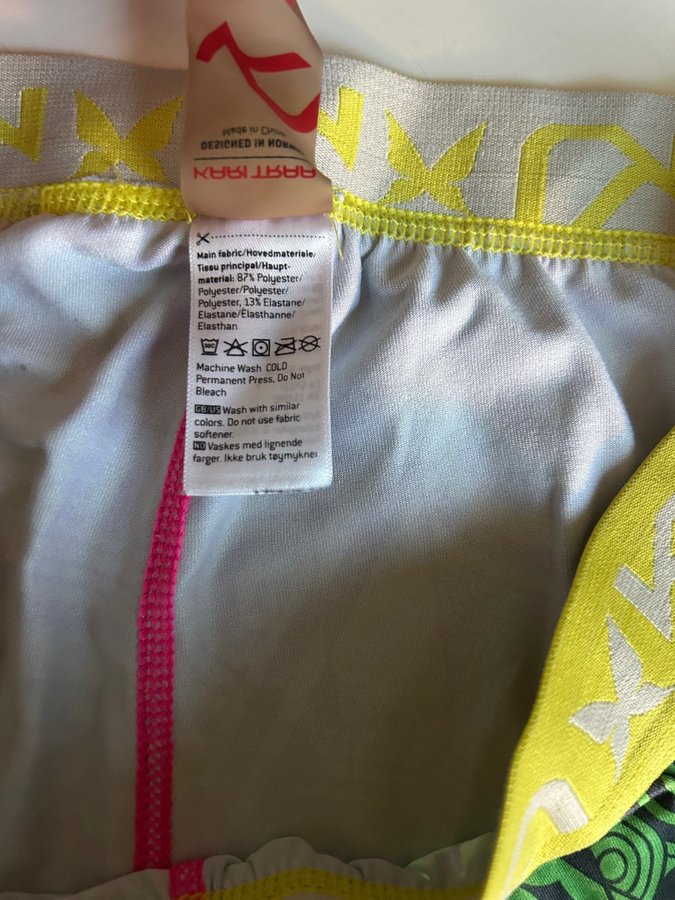 Made in China
DESIGNED IN NORWAY
KARI TRAA
Main fabric/Hovedmateriale/
Tissu principal/Haupt-
material: 87% Polyester/
Polyester/Polyester/
Polyester, 13% Elastane/
Elastane/Élasthanne/
Elasthan
Machine Wash COLD
Permanent Press, Do Not
Bleach
GB/US Wash with similar
colors. Do not use fabric
softener.
NO Vaskes med lignende
farger. Ikke bruk tøymykner.